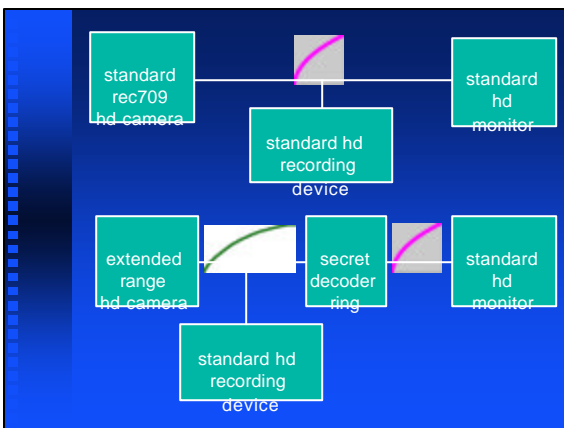 standard
rec709
hd camera
standard hd
recording
device
standard
hd
monitor
extended
range
hd camera
standard hd
recording
device
secret
decoder
ring
standard
hd
monitor